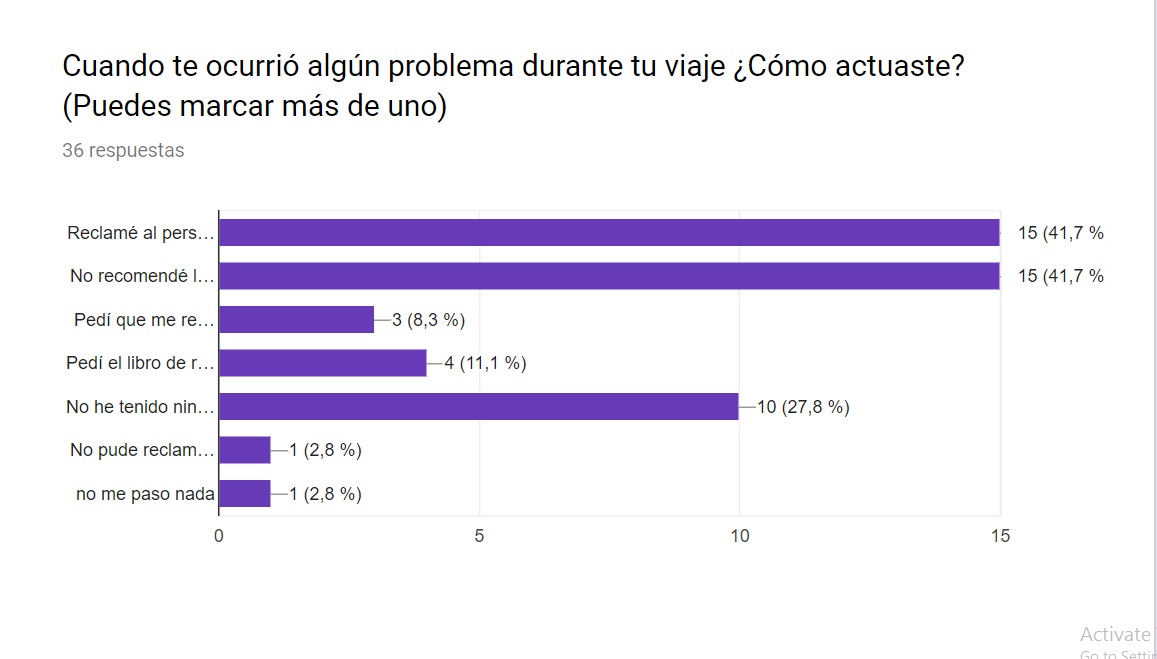 Cuando te ocurrió algún problema durante tu viaje ¿Cómo actuaste?
(Puedes marcar más de uno)
36 respuestas
Reclamé al pers… 15 (41,7 %
No recomendé l… 15 (41,7 %
Pedí que me re… 3 (8,3 %)
Pedí el libro de r… 4 (11,1 %)
No he tenido nin… 10 (27,8 %)
No pude reclam… 1 (2,8 %)
no me paso nada 1 (2,8 %)
0 5 10 15
Activate
Go to Settin